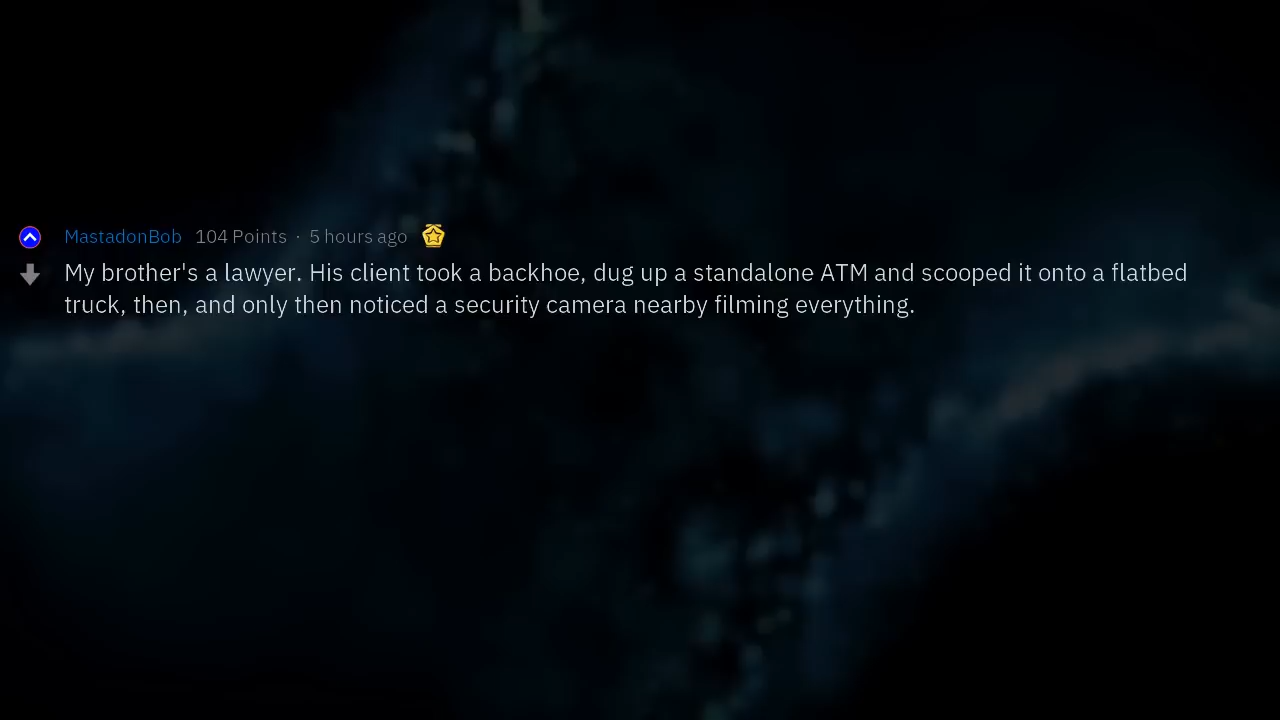 MastadonBob 104 Points · 5 hours ago
My brother's a lawyer. His client took a backhoe, dug up a standalone ATM and scooped it onto a flatbed
truck, then, and only then noticed a security camera nearby filming everything.